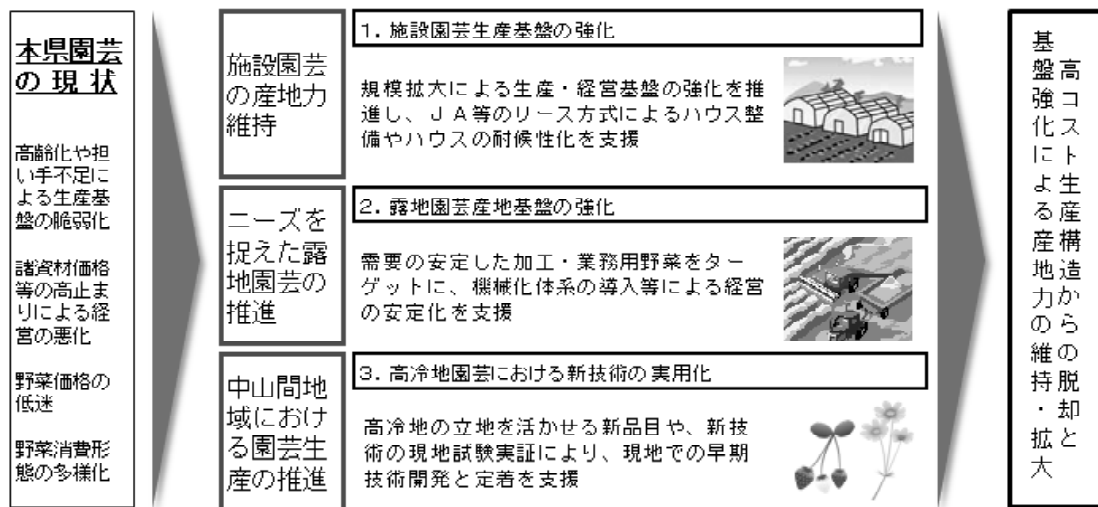 本県園芸
の現状
高齢化や担
い手不足に
よる生産基
盤の脆弱化
諸資材価格
等の高止ま
りによる経
営の悪化
野菜価格の
低迷
野菜消費形
態の多様化
施設園芸
の産地力
維持
1．施設園芸生産基盤の強化
規模拡大による生産・経営基盤の強化を推
進し、ＪＡ等のリース方式によるハウス整
備やハウスの耐候性化を支援
ニーズを
捉えた露
地園芸の
推進
2．露地園芸産地基盤の強化
需要の安定した加工・業務用野菜をター
ゲットに、機械化体系の導入等による経営
の安定化を支援
中山間地
域におけ
る園芸生
産の推進
3．高冷地園芸における新技術の実用化
高冷地の立地を活かせる新品目や、新技
術の現地試験実証により、現地での早期
技術開発と定着を支援
高コスト生産構造からの脱却と
基盤強化による産地力の維持・拡大